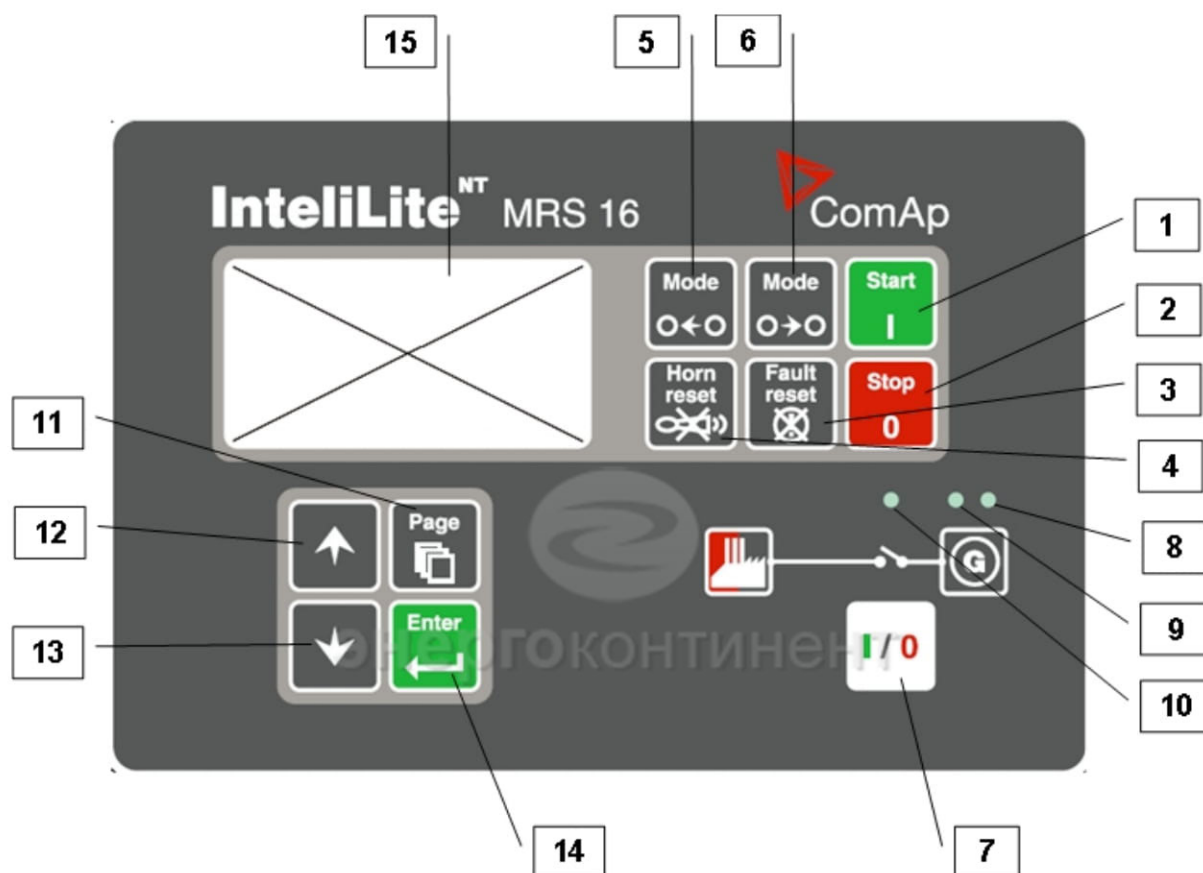 15
5
6
InteliLite NT MRS 16
ComAp
1
Mode
Mode
Start
I
2
Horn reset
Fault reset
Stop
0
3
4
11
Page
12
G
8
Enter
13
энергоконтинент
I / 0
9
10
14
7